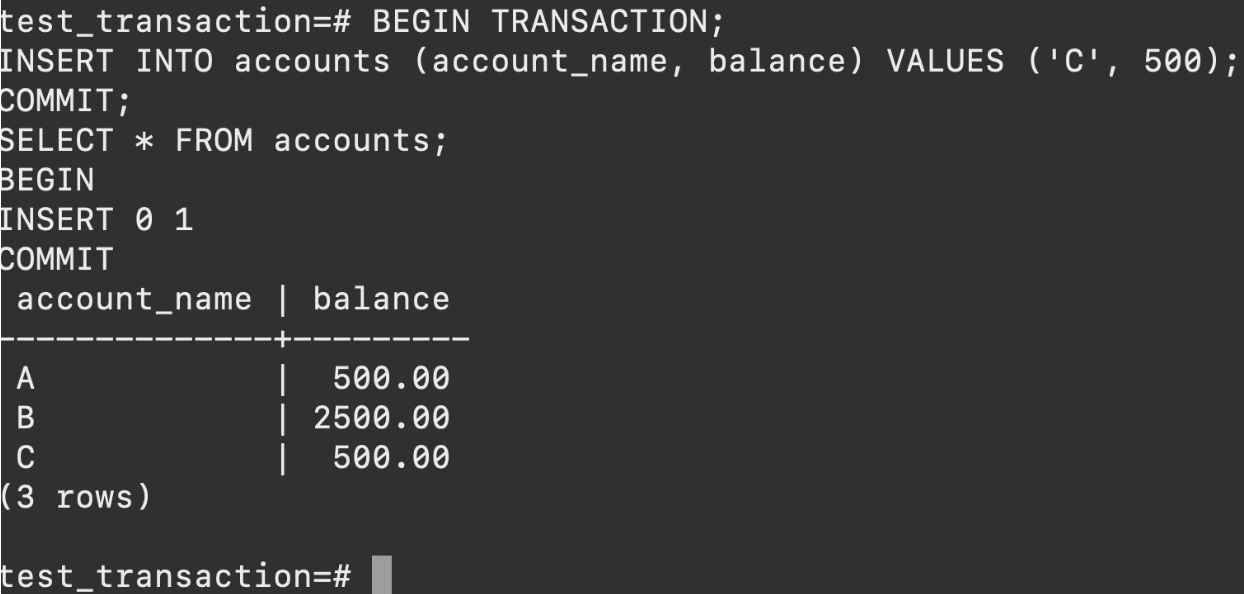 test_transaction=# BEGIN TRANSACTION;
INSERT INTO accounts (account_name, balance) VALUES ('C', 500);
COMMIT;
SELECT * FROM accounts;
BEGIN
INSERT 0 1
COMMIT
 account_name | balance
--------------+---------
 A            |  500.00
 B            | 2500.00
 C            |  500.00
(3 rows)

test_transaction=#